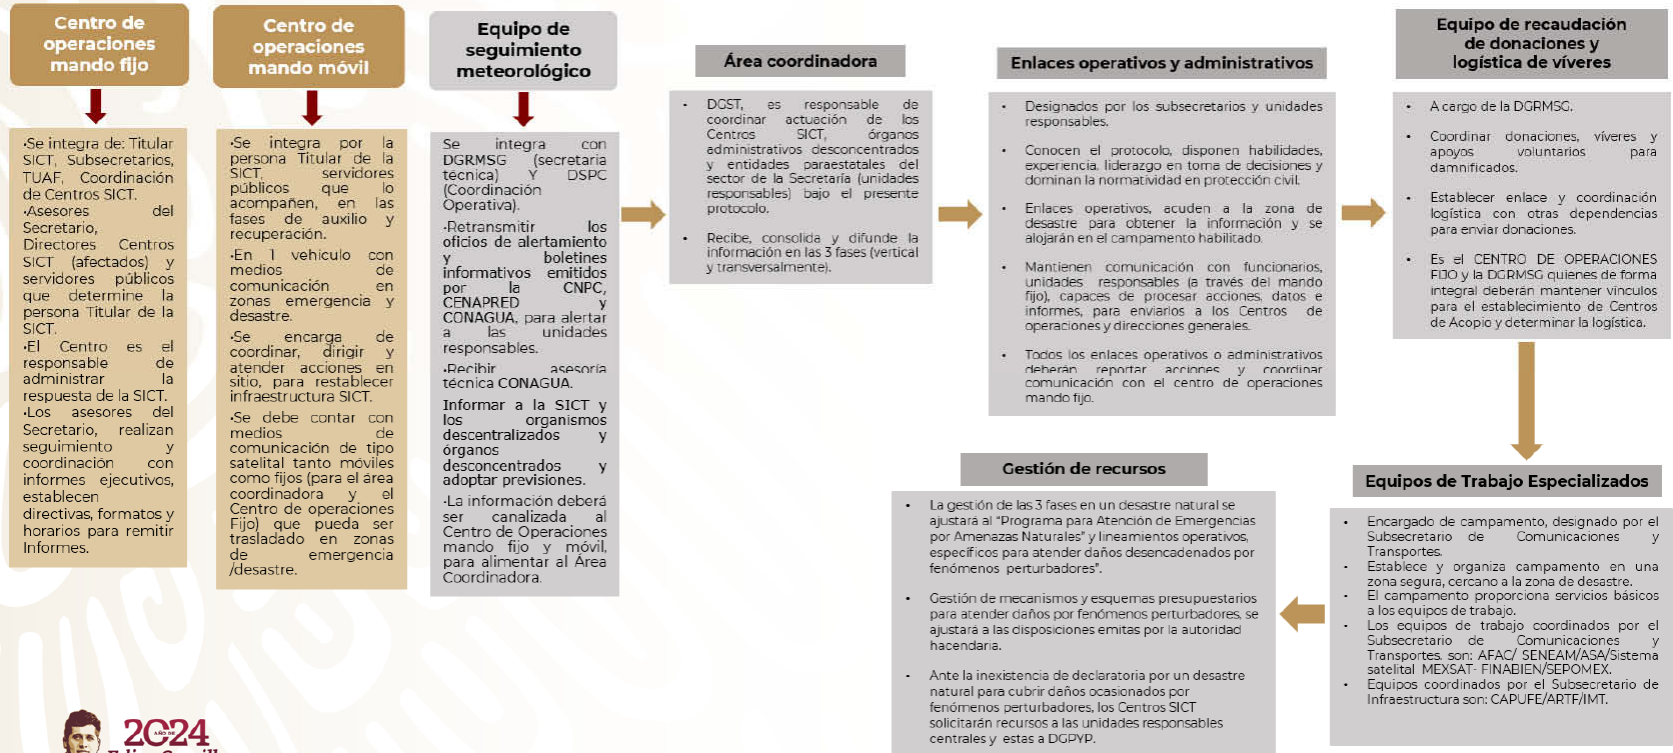 Centro de
operaciones
mando fijo
•Se integra de: Titular
SICT, Subsecretarios,
TUAF, Coordinación
de Centros SICT.
•Asesores del
Secretario,
Directores Centros
SICT (afectados) y
servidores públicos
que determine la
persona Titular de la
SICT.
•El Centro es el
responsable de
administrar la
respuesta de la SICT.
•Los asesores del
Secretario, realizan
seguimiento y
coordinación con
informes ejecutivos,
establecen
directivas, formatos y
horarios para remitir
Informes.
Centro de
operaciones
mando móvil
•Se integra por la
persona Titular de la
SICT, servidores
públicos que lo
acompañen, en las
fases de auxilio y
recuperación.
•En 1 vehículo con
medios de
comunicación en
zonas emergencia y
desastre.
•Se encarga de
coordinar, dirigir y
atender acciones en
sitio, para restablecer
infraestructura SICT.
•Se debe contar con
medios de
comunicación de tipo
satelital tanto móviles
como fijos (para el área
coordinadora y el
Centro de operaciones
Fijo) que pueda ser
trasladado en zonas
de emergencia
/desastre.
Equipo de
seguimiento
meteorológico
Se integra con
DGRMSG (secretaria
técnica) Y DSPC
(Coordinación
Operativa).
•Retransmitir los
oficios de alertamiento
y boletines
informativos emitidos
por la CNPC,
CENAPRED y
CONAGUA, para alertar
a las unidades
responsables.
•Recibir asesoría
técnica CONAGUA.
Informar a la SICT y
los organismos
descentralizados y
órganos
desconcentrados y
adoptar previsiones.
•La información deberá
ser canalizada al
Centro de Operaciones
mando fijo y móvil,
para alimentar al Área
Coordinadora.
Área coordinadora
• DGST, es responsable de
coordinar actuación de los
Centros SICT, órganos
administrativos desconcentrados
y entidades paraestatales del
sector de la Secretaría (unidades
responsables) bajo el presente
protocolo.
• Recibe, consolida y difunde la
información en las 3 fases (vertical
y transversalmente).
Enlaces operativos y administrativos
• Designados por los subsecretarios y unidades
responsables.
• Conocen el protocolo, disponen habilidades,
experiencia, liderazgo en toma de decisiones y
dominan la normatividad en protección civil.
• Enlaces operativos, acuden a la zona de
desastre para obtener la información y se
alojarán en el campamento habilitado.
• Mantienen comunicación con funcionarios,
unidades responsables (a través del mando
fijo), capaces de procesar acciones, datos e
informes, para enviarlos a los Centros de
operaciones y direcciones generales.
• Todos los enlaces operativos o administrativos
deberán reportar acciones y coordinar
comunicación con el centro de operaciones
mando fijo.
Equipo de recaudación
de donaciones y
logística de víveres
• A cargo de la DGRMSG.
• Coordinar donaciones, víveres y
apoyos voluntarios para
damnificados.
• Establecer enlace y coordinación
logística con otras dependencias
para enviar donaciones.
• Es el CENTRO DE OPERACIONES
FIJO y la DGRMSG quienes de forma
integral deberán mantener vínculos
para el establecimiento de Centros
de Acopio y determinar la logística.
Equipos de Trabajo Especializados
• Encargado de campamento, designado por el
Subsecretario de Comunicaciones y
Transportes.
• Establece y organiza campamento en una
zona segura, cercano a la zona de desastre.
• El campamento proporciona servicios básicos
a los equipos de trabajo.
• Los equipos de trabajo coordinados por el
Subsecretario de Comunicaciones y
Transportes. son: AFAC/ SENEAM/ASA/Sistema
satelital MEXSAT- FINABIEN/SEPOMEX.
• Equipos coordinados por el Subsecretario de
Infraestructura son: CAPUFE/ARTF/IMT.
Gestión de recursos
• La gestión de las 3 fases en un desastre natural se
ajustará al "Programa para Atención de Emergencias
por Amenazas Naturales" y lineamientos operativos,
específicos para atender daños desencadenados por
fenómenos perturbadores".
• Gestión de mecanismos y esquemas presupuestarios
para atender daños por fenómenos perturbadores, se
ajustará a las disposiciones emitas por la autoridad
hacendaria.
• Ante la inexistencia de declaratoria por un desastre
natural para cubrir daños ocasionados por
fenómenos perturbadores, los Centros SICT
solicitarán recursos a las unidades responsables
centrales y estas a DGPYP.
2024
AÑO DE